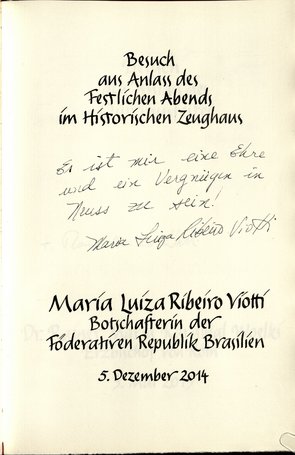 Besuch
aus Anlass des
Festlichen Abends
im Historischen Zeughaus
Es ist mir eine Ehre
und ein Vergnügen in
Neuss zu sein!
Maria Luiza Ribeiro Viotti
Maria Luiza Ribeiro Viotti
Botschafterin der
Föderativen Republik Brasilien
5. Dezember 2014